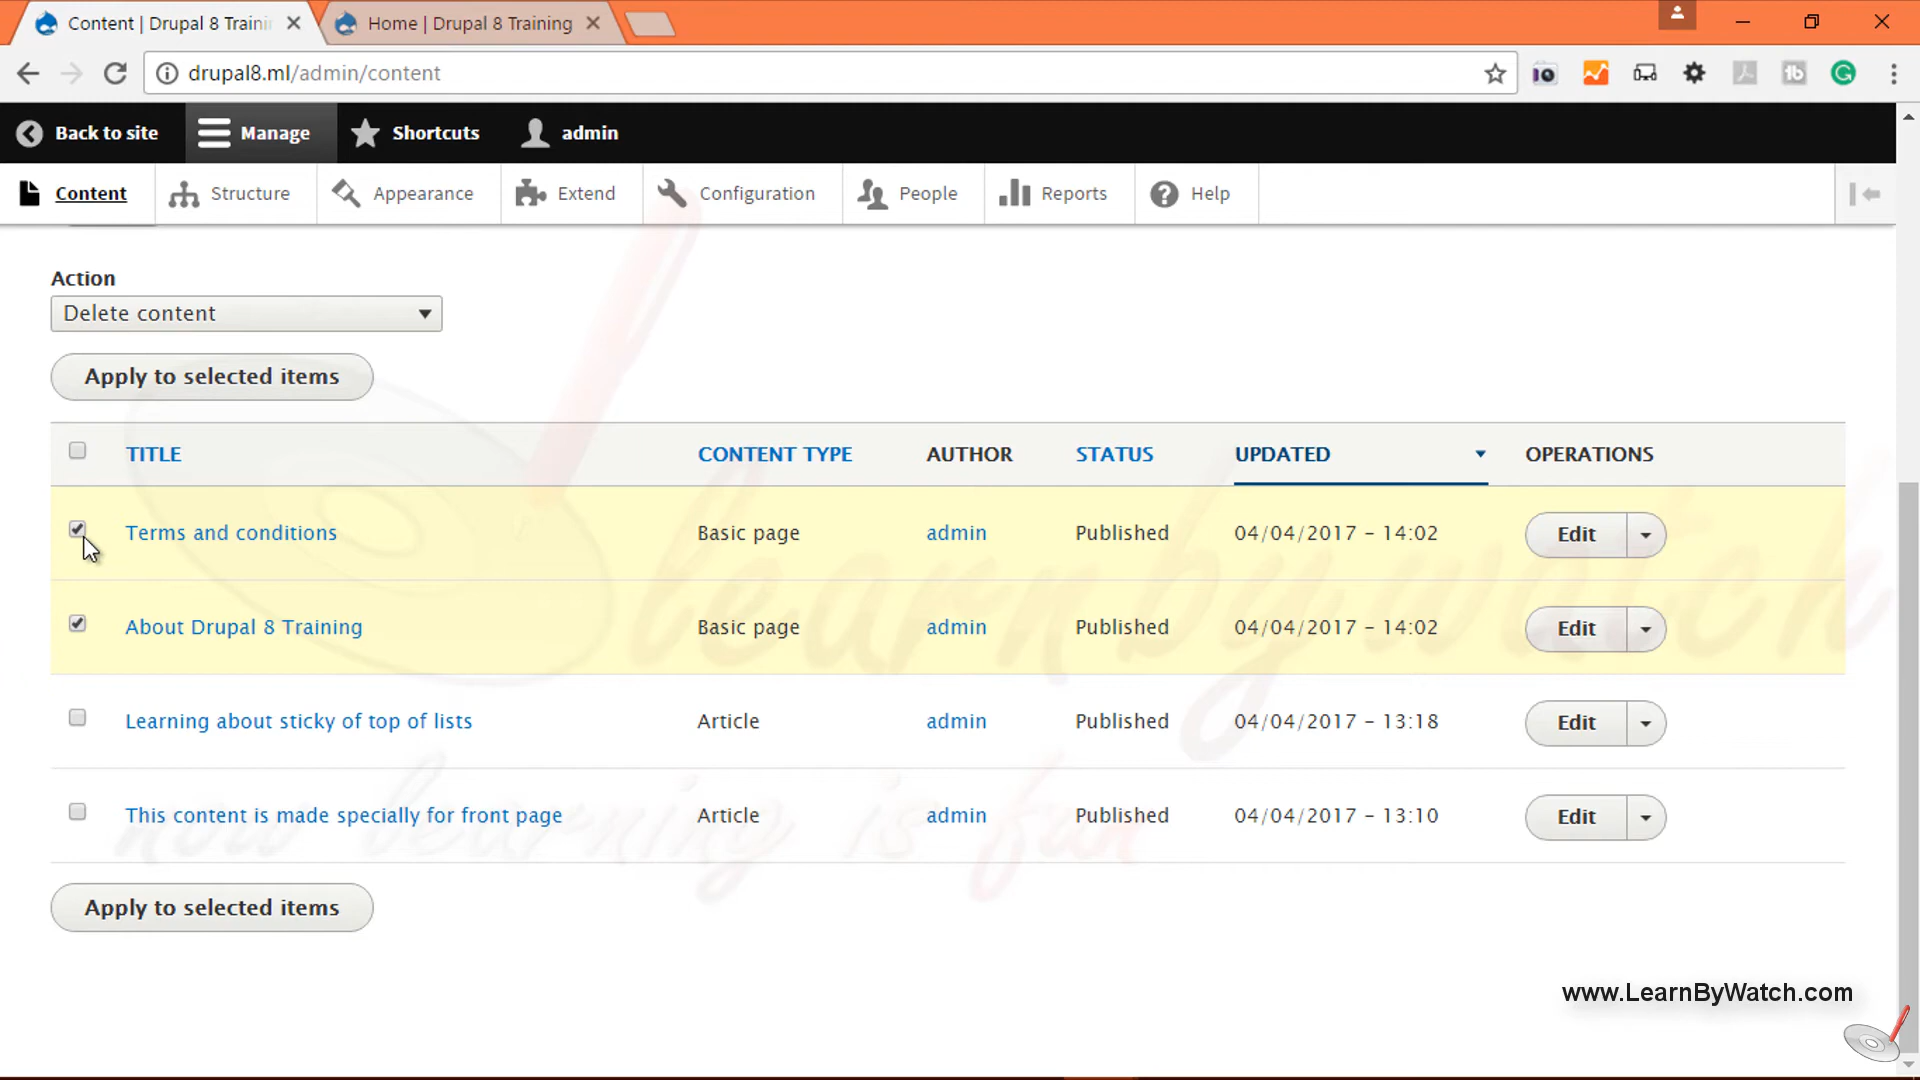 Content | Drupal 8 Traini
Home | Drupal 8 Training
drupal8.ml/admin/content
Back to site
Manage
Shortcuts
admin
Content
Structure
Appearance
Extend
Configuration
People
Reports
Help
Action
Delete content
Apply to selected items
TITLE CONTENT TYPE AUTHOR STATUS UPDATED OPERATIONS
Terms and conditions Basic page admin Published 04/04/2017 - 14:02 Edit
About Drupal 8 Training Basic page admin Published 04/04/2017 - 14:02 Edit
Learning about sticky of top of lists Article admin Published 04/04/2017 - 13:18 Edit
This content is made specially for front page Article admin Published 04/04/2017 - 13:10 Edit
Apply to selected items
learnbywatch
now learning is fun
www.LearnByWatch.com